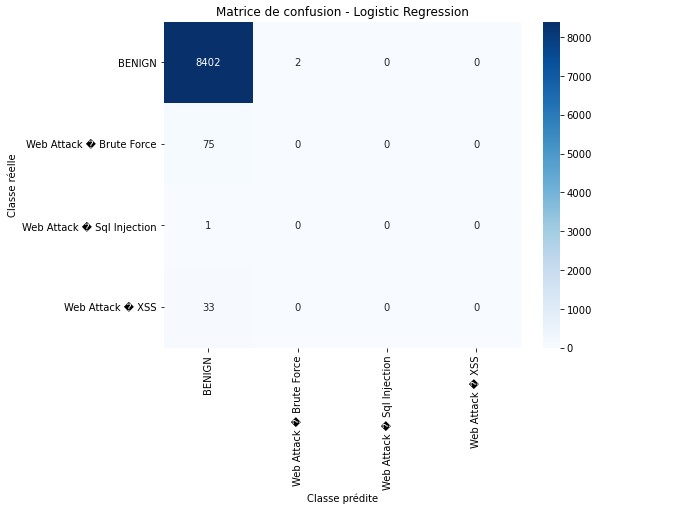 Matrice de confusion - Logistic Regression
Classe réelle
BENIGN 8402 2 0 0
Web Attack � Brute Force 75 0 0 0
Web Attack � Sql Injection 1 0 0 0
Web Attack � XSS 33 0 0 0
BENIGN
Web Attack � Brute Force
Web Attack � Sql Injection
Web Attack � XSS
Classe prédite
8000
7000
6000
5000
4000
3000
2000
1000
0